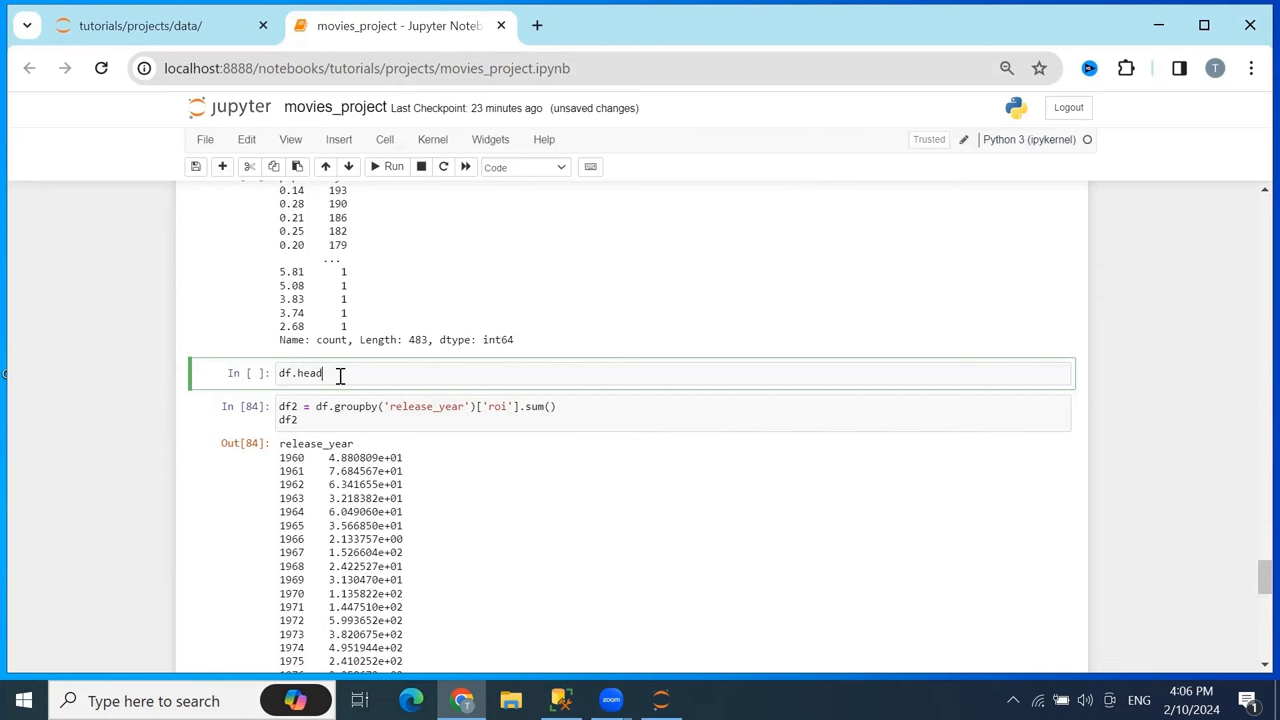 tutorials/projects/data/
movies_project - Jupyter Noteb
localhost:8888/notebooks/tutorials/projects/movies_project.ipynb
T
jupyter movies_project Last Checkpoint: 23 minutes ago (unsaved changes)
Logout
File Edit View Insert Cell Kernel Widgets Help
Trusted Python 3 (ipykernel)
Run Code
0.14 193
0.28 190
0.21 186
0.25 182
0.20 179
...
5.81 1
5.08 1
3.83 1
3.74 1
2.68 1
Name: count, Length: 483, dtype: int64
In [ ]: df.head
In [84]: df2 = df.groupby('release_year')['roi'].sum()
df2
Out[84]: release_year
1960 4.880809e+01
1961 7.684567e+01
1962 6.341655e+01
1963 3.218382e+01
1964 6.049060e+01
1965 3.566850e+01
1966 2.133757e+00
1967 1.526604e+02
1968 2.422527e+01
1969 3.130470e+01
1970 1.135822e+02
1971 1.447510e+02
1972 5.993652e+02
1973 3.820675e+02
1974 4.951944e+02
1975 2.410252e+02
Type here to search
ENG
4:06 PM
2/10/2024
1